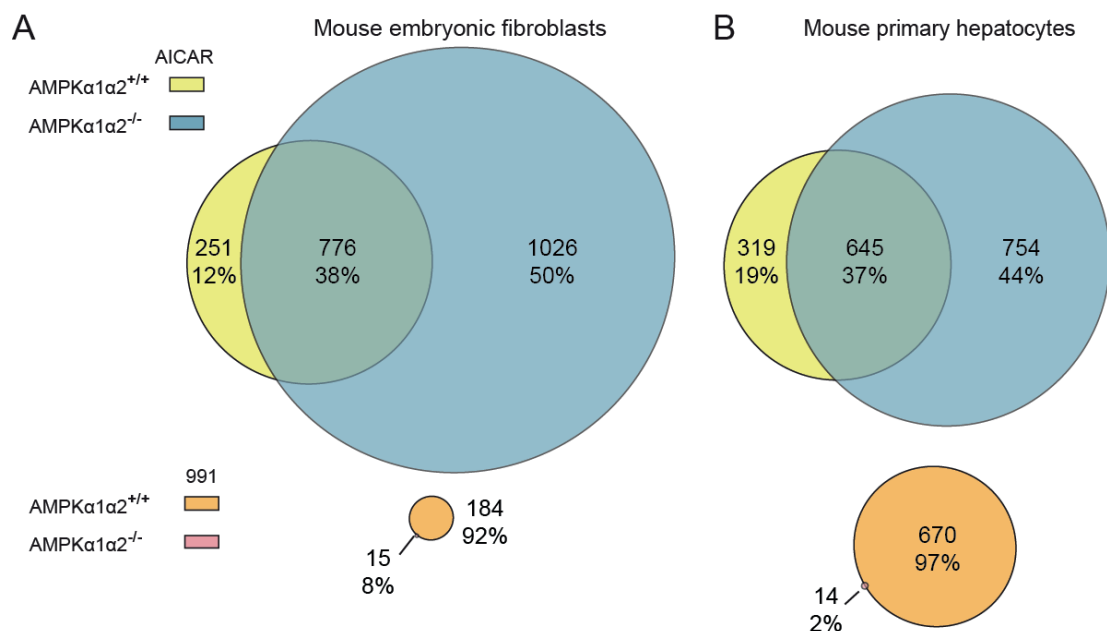 A
Mouse embryonic fibroblasts
AICAR
AMPKα1α2+/+
AMPKα1α2-/-
251
12%
776
38%
1026
50%
991
AMPKα1α2+/+
AMPKα1α2-/-
184
92%
15
8%
B
Mouse primary hepatocytes
319
19%
645
37%
754
44%
670
97%
14
2%